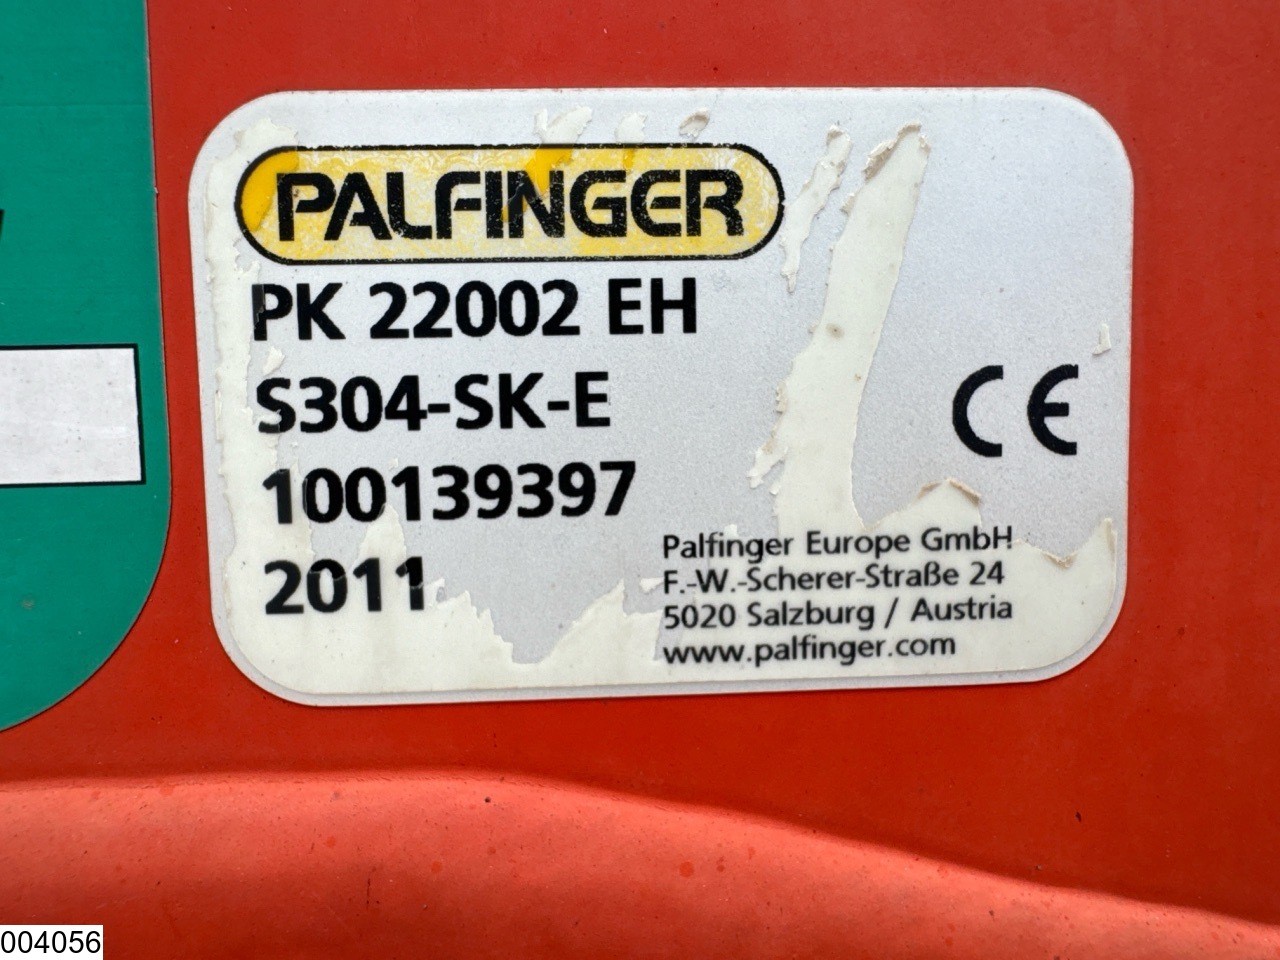 PALFINGER
PK 22002 EH
S304-SK-E
100139397
2011
CE
Palfinger Europe GmbH
F.-W.-Scherer-Straße 24
5020 Salzburg / Austria
www.palfinger.com
004056